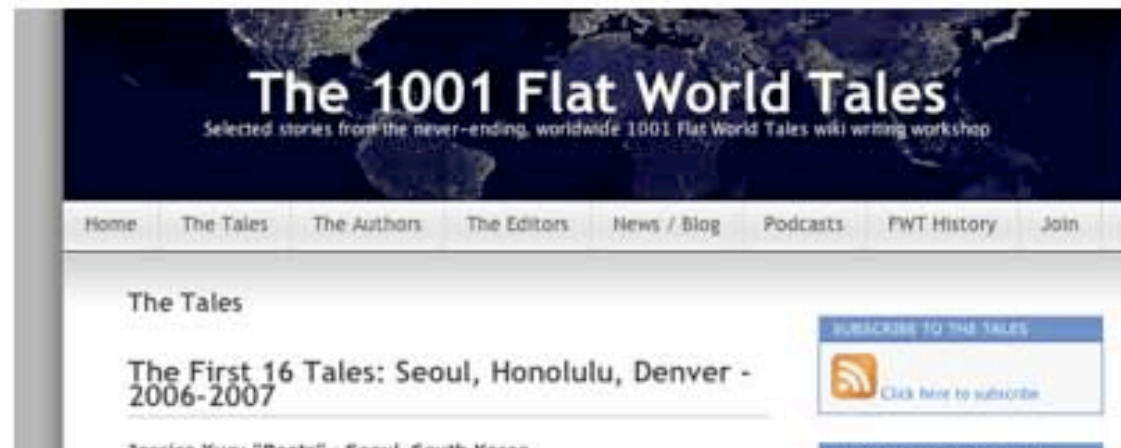 The 1001 Flat World Tales
Selected stories from the never-ending, worldwide 1001 Flat World Tales wiki writing workshop
Home The Tales The Authors The Editors News / Blog Podcasts FWT History Join
The Tales
The First 16 Tales: Seoul, Honolulu, Denver -
2006-2007
SUBSCRIBE TO THE TALES
Click here to subscribe